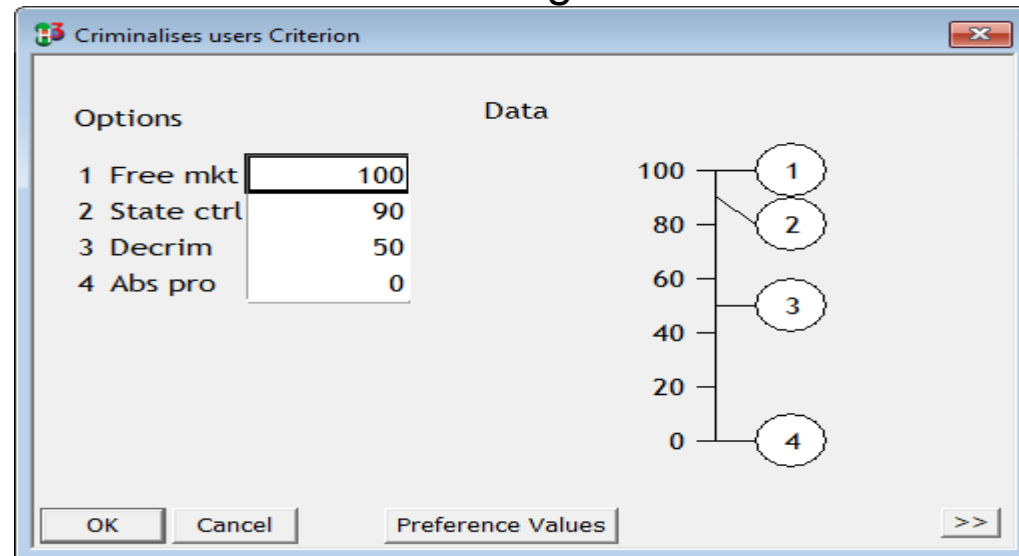 Criminalises users Criterion
Options
Data
1 Free mkt 100
2 State ctrl 90
3 Decrim 50
4 Abs pro 0
100 1
80 2
60
3
40
20
0 4
OK Cancel Preference Values >>